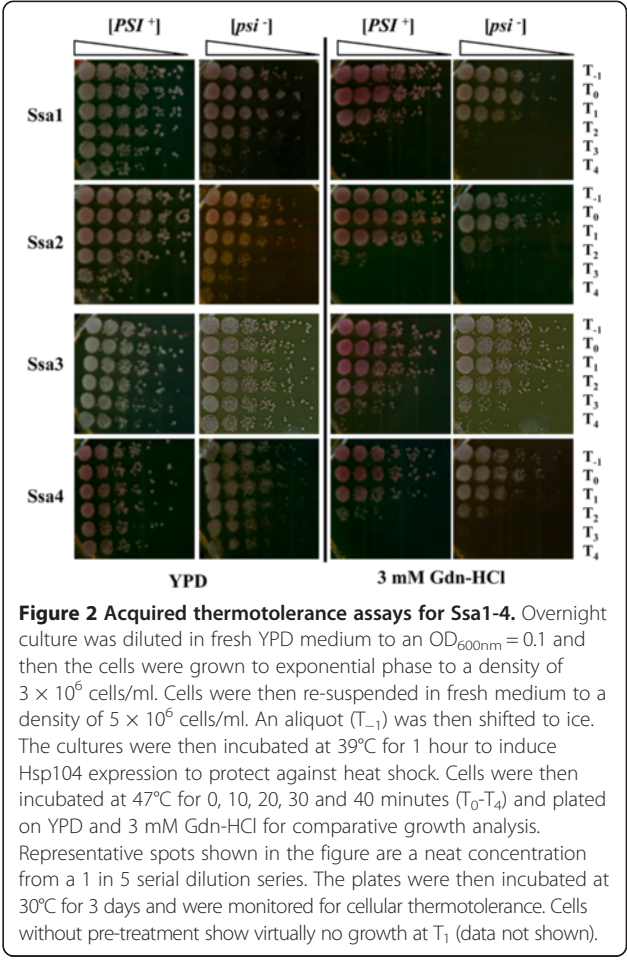 [PSI +] [psi -] [PSI +] [psi -]
Ssa1
T-1
T0
T1
T2
T3
T4
Ssa2
T-1
T0
T1
T2
T3
T4
Ssa3
T-1
T0
T1
T2
T3
T4
Ssa4
T-1
T0
T1
T2
T3
T4
YPD 3 mM Gdn-HCl
Figure 2 Acquired thermotolerance assays for Ssa1-4. Overnight
culture was diluted in fresh YPD medium to an OD600nm = 0.1 and
then the cells were grown to exponential phase to a density of
3 × 10⁶ cells/ml. Cells were then re-suspended in fresh medium to a
density of 5 × 10⁶ cells/ml. An aliquot (T−1) was then shifted to ice.
The cultures were then incubated at 39°C for 1 hour to induce
Hsp104 expression to protect against heat shock. Cells were then
incubated at 47°C for 0, 10, 20, 30 and 40 minutes (T0-T4) and plated
on YPD and 3 mM Gdn-HCl for comparative growth analysis.
Representative spots shown in the figure are a neat concentration
from a 1 in 5 serial dilution series. The plates were then incubated at
30°C for 3 days and were monitored for cellular thermotolerance. Cells
without pre-treatment show virtually no growth at T1 (data not shown).